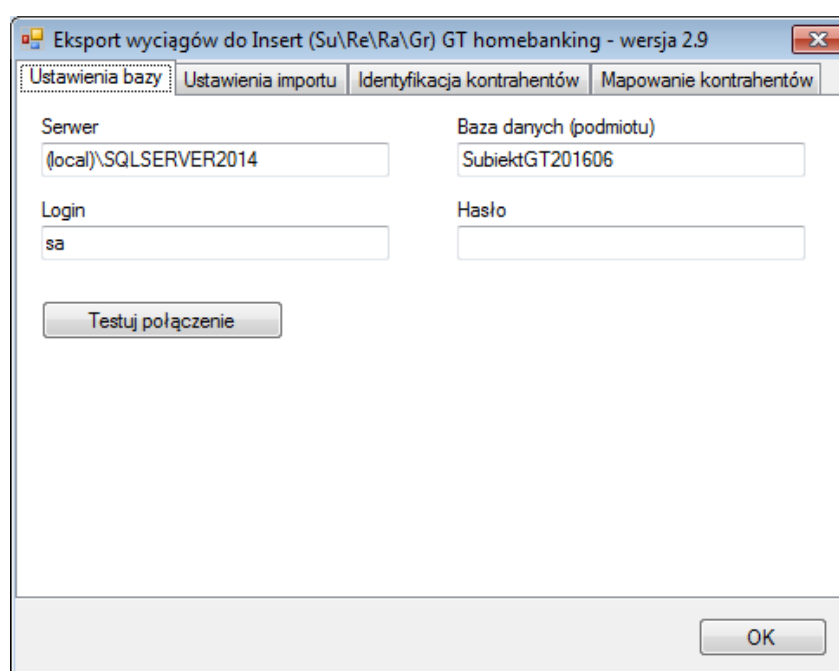 Eksport wyciągów do Insert (Su\Re\Ra\Gr) GT homebanking - wersja 2.9
Ustawienia bazy Ustawienia importu Identyfikacja kontrahentów Mapowanie kontrahentów
Serwer Baza danych (podmiotu)
(local)\SQLSERVER2014 SubiektGT201606
Login Hasło
sa
Testuj połączenie
OK